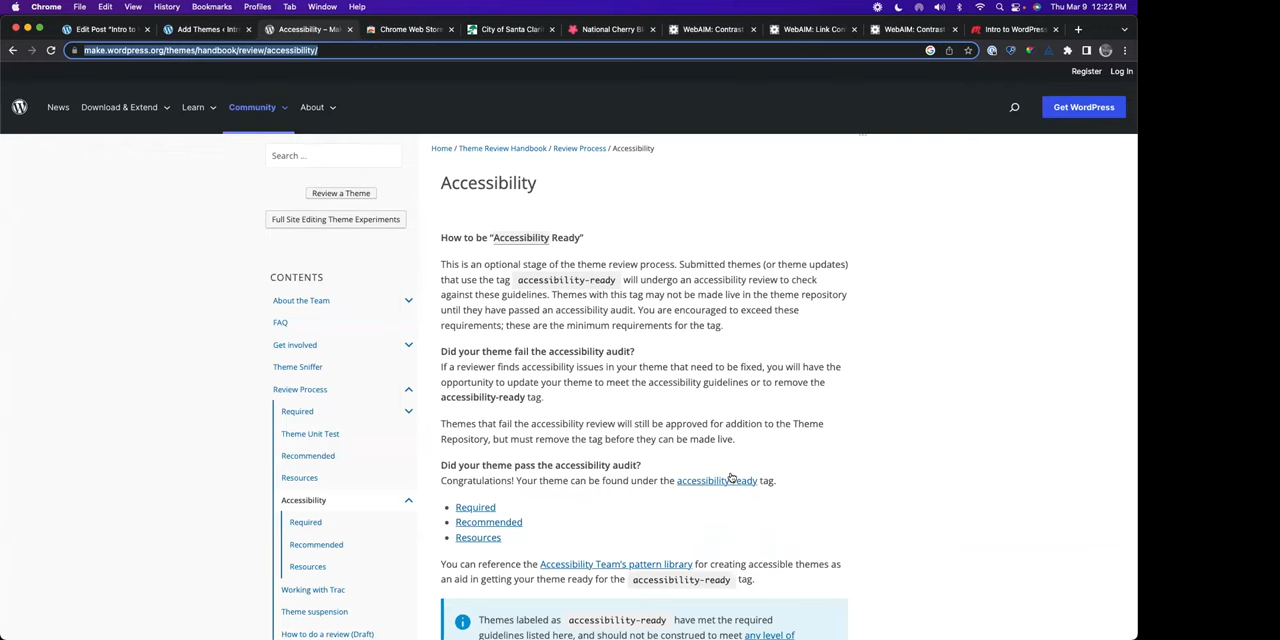 Chrome File Edit View History Bookmarks Profiles Tab Window Help Thu Mar 9 12:22 PM
Edit Post "Intro to Add Themes ‹ Intro Accessibility – Ma Chrome Web Store City of Santa Clari National Cherry Bl WebAIM: Contrast WebAIM: Link Con WebAIM: Contrast Intro to WordPress
make.wordpress.org/themes/handbook/review/accessibility/
Register Log In
News Download & Extend Learn Community About Get WordPress
Search ...
Review a Theme
Full Site Editing Theme Experiments
CONTENTS
About the Team
FAQ
Get involved
Theme Sniffer
Review Process
Required
Theme Unit Test
Recommended
Resources
Accessibility
Required
Recommended
Resources
Working with Trac
Theme suspension
How to do a review (Draft)
Home / Theme Review Handbook / Review Process / Accessibility
Accessibility
How to be "Accessibility Ready"
This is an optional stage of the theme review process. Submitted themes (or theme updates)
that use the tag accessibility-ready will undergo an accessibility review to check
against these guidelines. Themes with this tag may not be made live in the theme repository
until they have passed an accessibility audit. You are encouraged to exceed these
requirements; these are the minimum requirements for the tag.
Did your theme fail the accessibility audit?
If a reviewer finds accessibility issues in your theme that need to be fixed, you will have the
opportunity to update your theme to meet the accessibility guidelines or to remove the
accessibility-ready tag.
Themes that fail the accessibility review will still be approved for addition to the Theme
Repository, but must remove the tag before they can be made live.
Did your theme pass the accessibility audit?
Congratulations! Your theme can be found under the accessibility-ready tag.
• Required
• Recommended
• Resources
You can reference the Accessibility Team's pattern library for creating accessible themes as
an aid in getting your theme ready for the accessibility-ready tag.
Themes labeled as accessibility-ready have met the required
guidelines listed here, and should not be construed to meet any level of